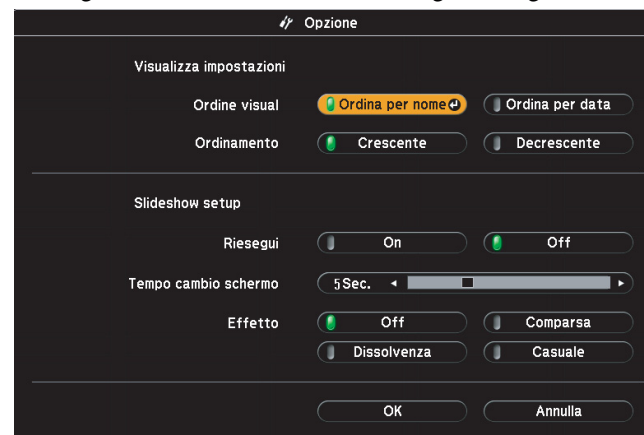 Opzione
Visualizza impostazioni
Ordine visual Ordina per nome Ordina per data
Ordinamento Crescente Decrescente
Slideshow setup
Riesegui On Off
Tempo cambio schermo 5Sec.
Effetto Off Comparsa
Dissolvenza Casuale
OK Annulla